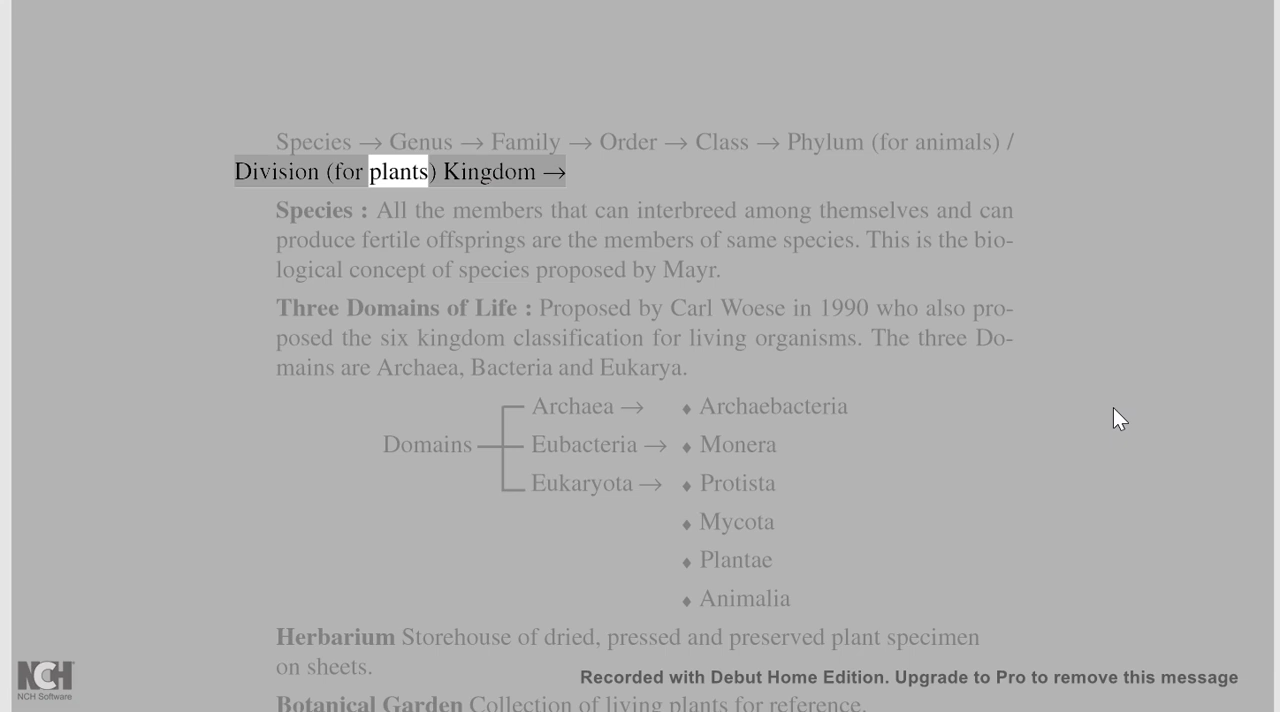 Species → Genus → Family → Order → Class → Phylum (for animals) /
Division (for plants) Kingdom →
Species : All the members that can interbreed among themselves and can
produce fertile offsprings are the members of same species. This is the bio-
logical concept of species proposed by Mayr.
Three Domains of Life : Proposed by Carl Woese in 1990 who also pro-
posed the six kingdom classification for living organisms. The three Do-
mains are Archaea, Bacteria and Eukarya.
Archaea → ♦ Archaebacteria
Domains Eubacteria → ♦ Monera
Eukaryota → ♦ Protista
♦ Mycota
♦ Plantae
♦ Animalia
Herbarium Storehouse of dried, pressed and preserved plant specimen
on sheets.
Botanical Garden Collection of living plants for reference.
NCH
NCH Software
Recorded with Debut Home Edition. Upgrade to Pro to remove this message